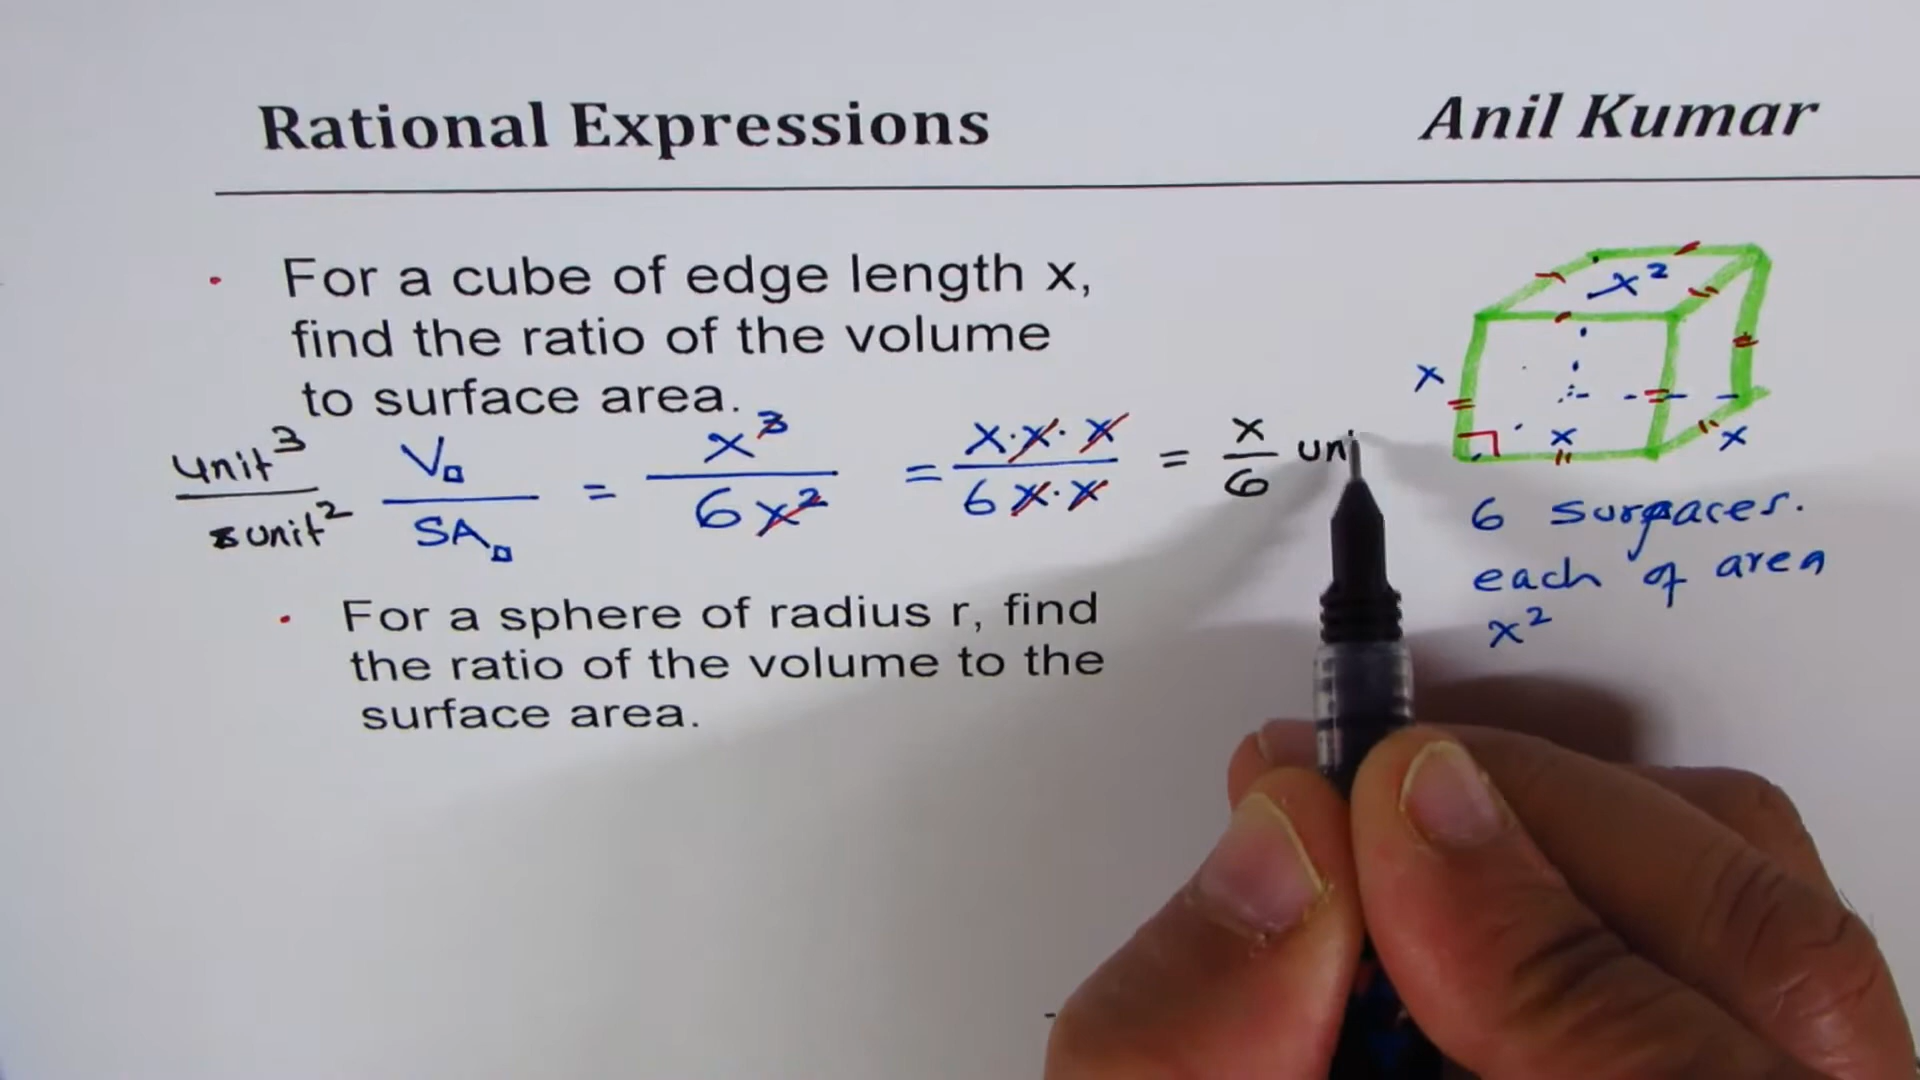 Rational Expressions Anil Kumar
For a cube of edge length x,
find the ratio of the volume
to surface area.
unit³/unit² V□/SA□ = x³/6x² = x·x·x/6x·x = x/6 uni
x²
x
x
x
6 surfaces.
each of area
x²
For a sphere of radius r, find
the ratio of the volume to the
surface area.